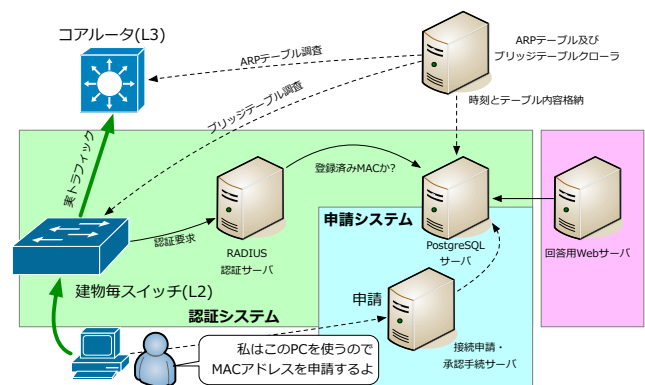 コアルータ(L3)
ARPテーブル調査
ARPテーブル及び
ブリッジテーブルクローラ
ブリッジテーブル調査
時刻とテーブル内容格納
実トラフィック
登録済みMACか?
認証要求
RADIUS
認証サーバ
申請システム
PostgreSQL
サーバ
回答用Webサーバ
建物毎スイッチ(L2)
申請
認証システム
接続申請・
承認手続サーバ
私はこのPCを使うので
MACアドレスを申請するよ